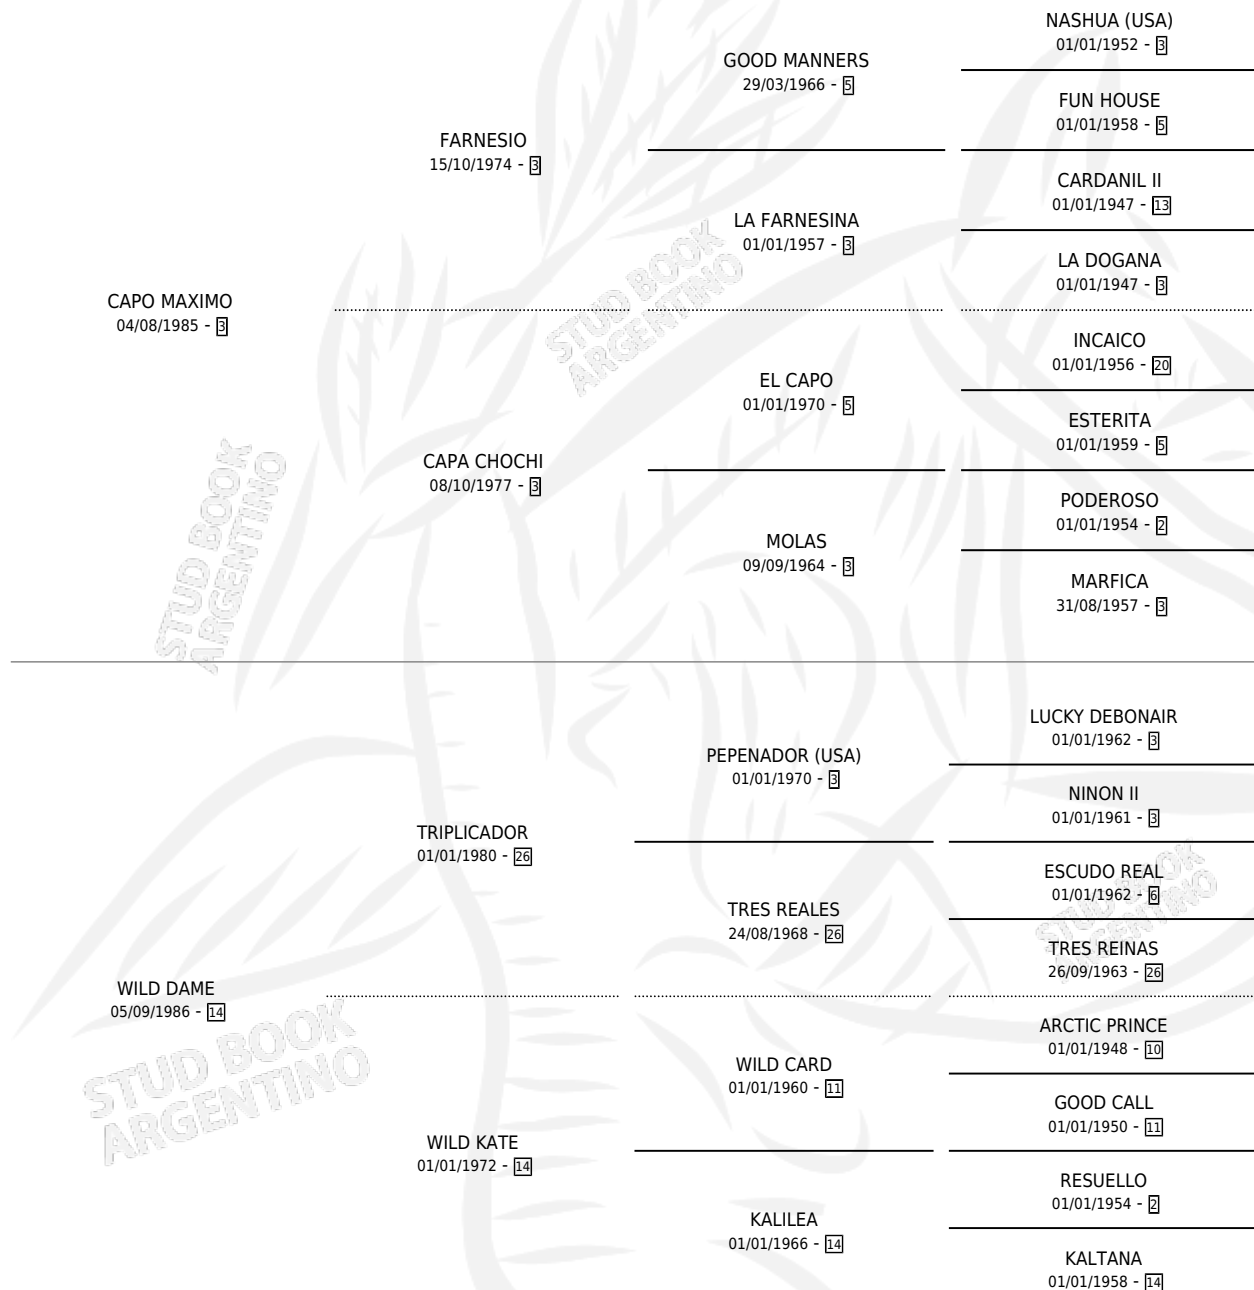 NASHUA (USA)
01/01/1952 - 3
GOOD MANNERS
29/03/1966 - 5
FUN HOUSE
01/01/1958 - 5
FARNESIO
15/10/1974 - 3
CARDANIL II
01/01/1947 - 13
LA FARNESINA
01/01/1957 - 3
LA DOGANA
01/01/1947 - 3
CAPO MAXIMO
04/08/1985 - 3
INCAICO
01/01/1956 - 20
EL CAPO
01/01/1970 - 5
ESTERITA
01/01/1959 - 5
CAPA CHOCHI
08/10/1977 - 3
PODEROSO
01/01/1954 - 2
MOLAS
09/09/1964 - 3
MARFICA
31/08/1957 - 3
LUCKY DEBONAIR
01/01/1962 - 3
PEPENADOR (USA)
01/01/1970 - 3
NINON II
01/01/1961 - 3
TRIPLICADOR
01/01/1980 - 26
ESCUDO REAL
01/01/1962 - 6
TRES REALES
24/08/1968 - 26
TRES REINAS
26/09/1963 - 26
WILD DAME
05/09/1986 - 14
ARCTIC PRINCE
01/01/1948 - 10
WILD CARD
01/01/1960 - 11
GOOD CALL
01/01/1950 - 11
WILD KATE
01/01/1972 - 14
RESUELLO
01/01/1954 - 2
KALILEA
01/01/1966 - 14
KALTANA
01/01/1958 - 14
STUD BOOK
ARGENTINO
STUD BOOK
ARGENTINO
STUD BOOK
ARGENTINO
STUD BOOK
ARGENTINO